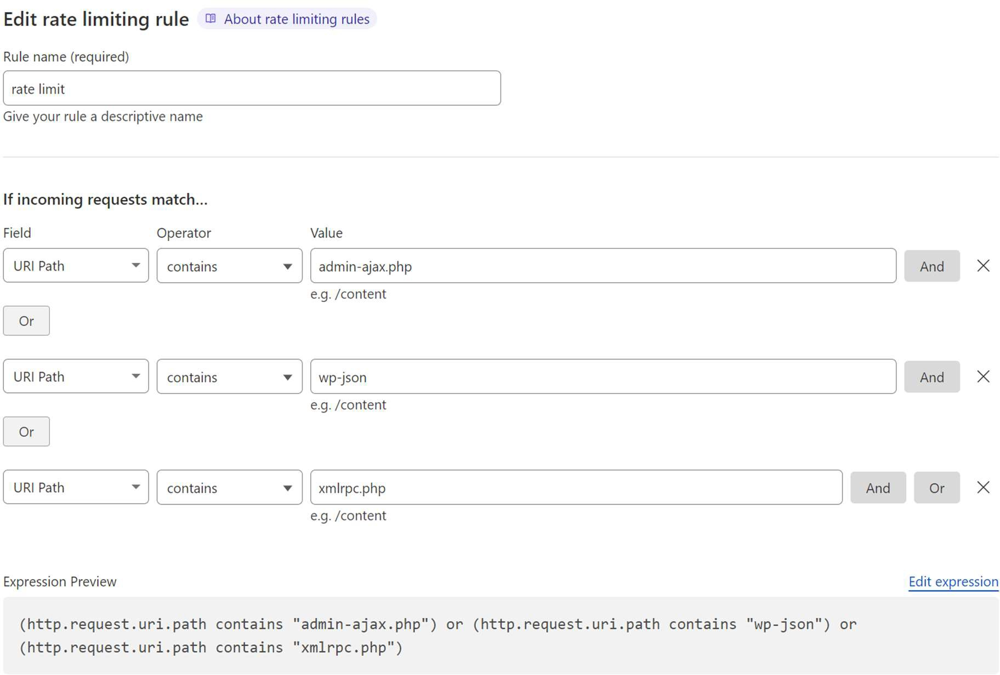 Edit rate limiting rule About rate limiting rules
Rule name (required)
rate limit
Give your rule a descriptive name
If incoming requests match...
Field Operator Value
URI Path contains admin-ajax.php And
e.g. /content
Or
URI Path contains wp-json And
e.g. /content
Or
URI Path contains xmlrpc.php And Or
e.g. /content
Expression Preview Edit expression
(http.request.uri.path contains "admin-ajax.php") or (http.request.uri.path contains "wp-json") or
(http.request.uri.path contains "xmlrpc.php")